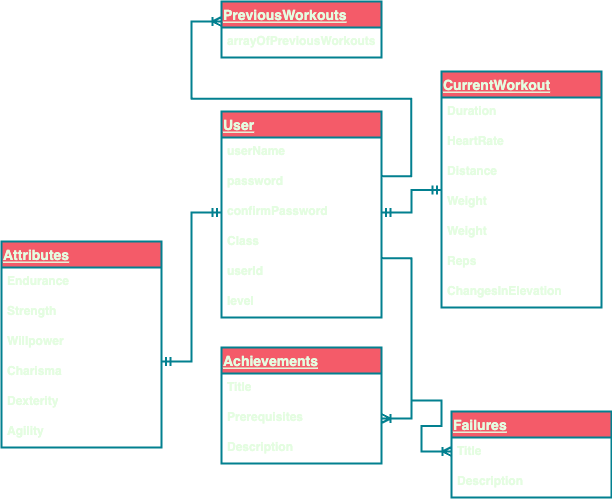 PreviousWorkouts
arrayOfPreviousWorkouts
CurrentWorkout
Duration
HeartRate
Distance
Weight
Weight
Reps
ChangesInElevation
User
userName
password
confirmPassword
Class
userId
level
Attributes
Endurance
Strength
Willpower
Charisma
Dexterity
Agility
Achievements
Title
Prerequisites
Description
Failures
Title
Description